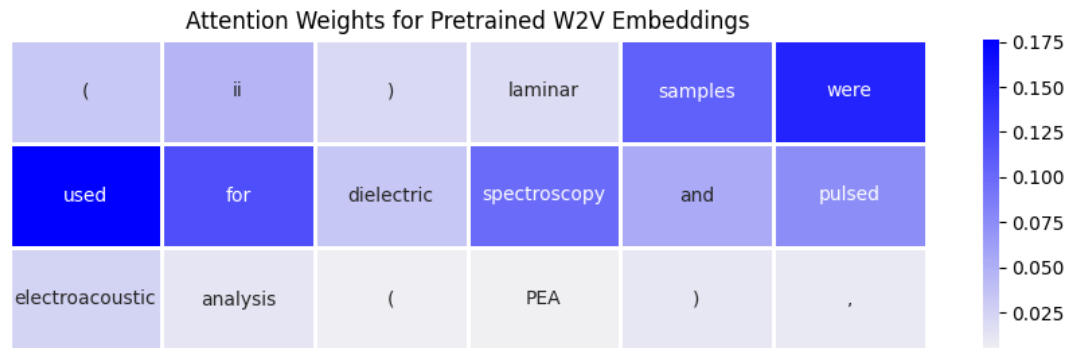 Attention Weights for Pretrained W2V Embeddings
( ii ) laminar samples were
used for dielectric spectroscopy and pulsed
electroacoustic analysis ( PEA ) ,
0.175
0.150
0.125
0.100
0.075
0.050
0.025